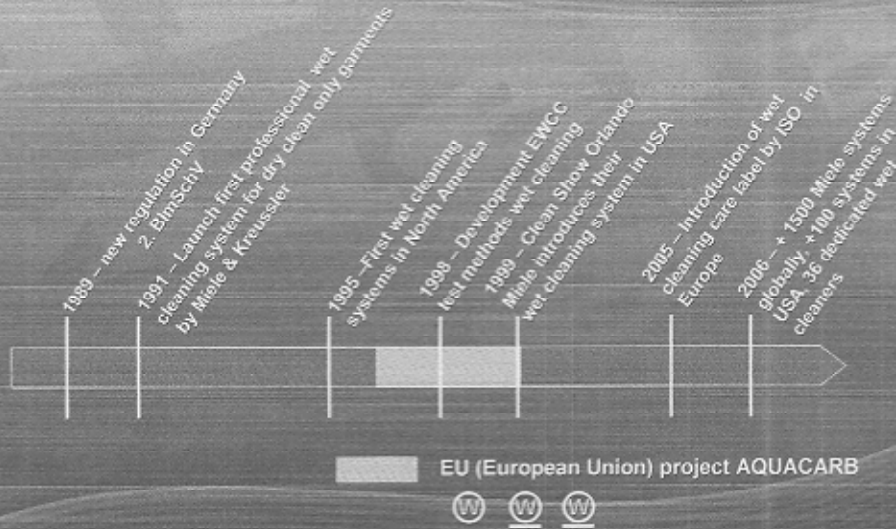 1989 – new regulation in Germany
2. BImSchV
1991 – Launch first professional wet
cleaning system for dry clean only garments
by Miele & Kreussler
1995 –First wet cleaning
systems in North America
1998 – Development EWCC
test methods wet cleaning
1999 – Clean Show Orlando
Miele introduces their
wet cleaning system in USA
2005 – Introduction of wet
cleaning care label by ISO in
Europe
2006 – + 1500 Miele systems
globally, +100 systems
USA, 36 dedicated wet
cleaners
EU (European Union) project AQUACARB
W W W